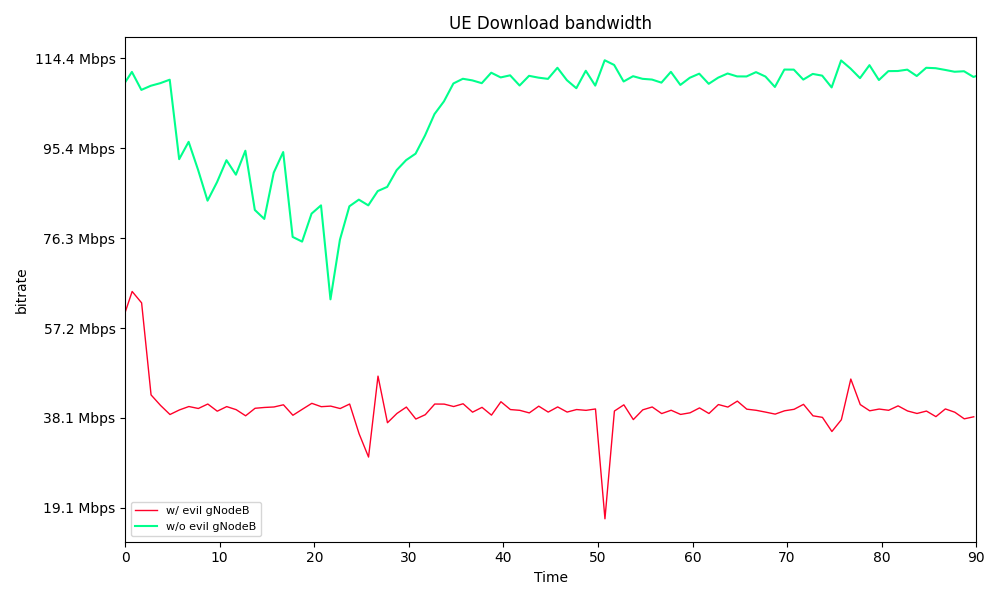 UE Download bandwidth
114.4 Mbps
95.4 Mbps
76.3 Mbps
57.2 Mbps
38.1 Mbps
19.1 Mbps
bitrate
w/ evil gNodeB
w/o evil gNodeB
0 10 20 30 40 50 60 70 80 90
Time